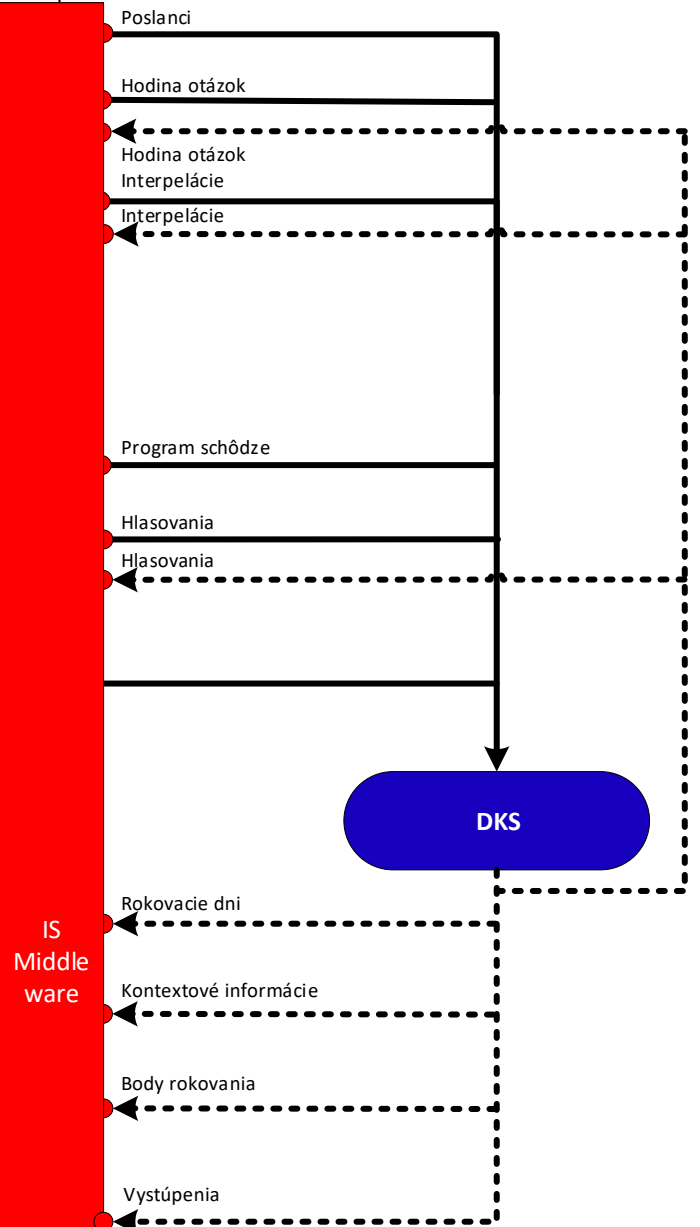 Poslanci
Hodina otázok
Hodina otázok
Interpelácie
Interpelácie
Program schôdze
Hlasovania
Hlasovania
DKS
Rokovacie dni
IS
Middle
ware
Kontextové informácie
Body rokovania
Vystúpenia